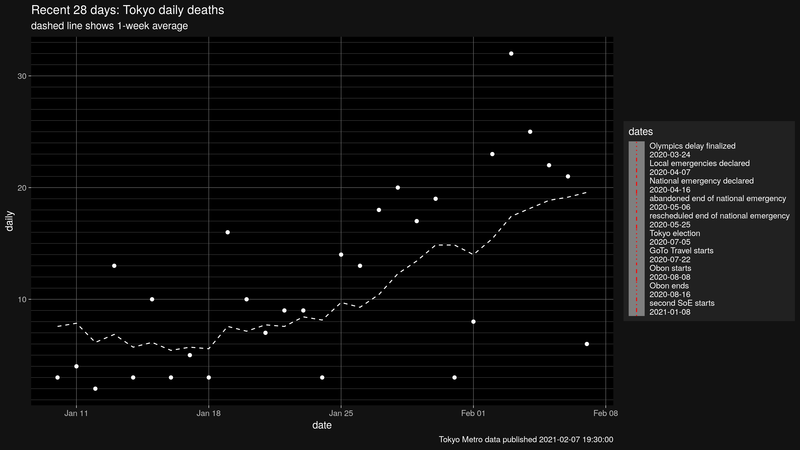 Recent 28 days: Tokyo daily deaths
dashed line shows 1-week average
30
20
10
daily
Jan 11
Jan 18
Jan 25
Feb 01
Feb 08
date
Tokyo Metro data published 2021-02-07 19:30:00
dates
Olympics delay finalized
2020-03-24
Local emergencies declared
2020-04-07
National emergency declared
2020-04-16
abandoned end of national emergency
2020-05-06
rescheduled end of national emergency
2020-05-25
Tokyo election
2020-07-05
GoTo Travel starts
2020-07-22
Obon starts
2020-08-08
Obon ends
2020-08-16
second SoE starts
2021-01-08